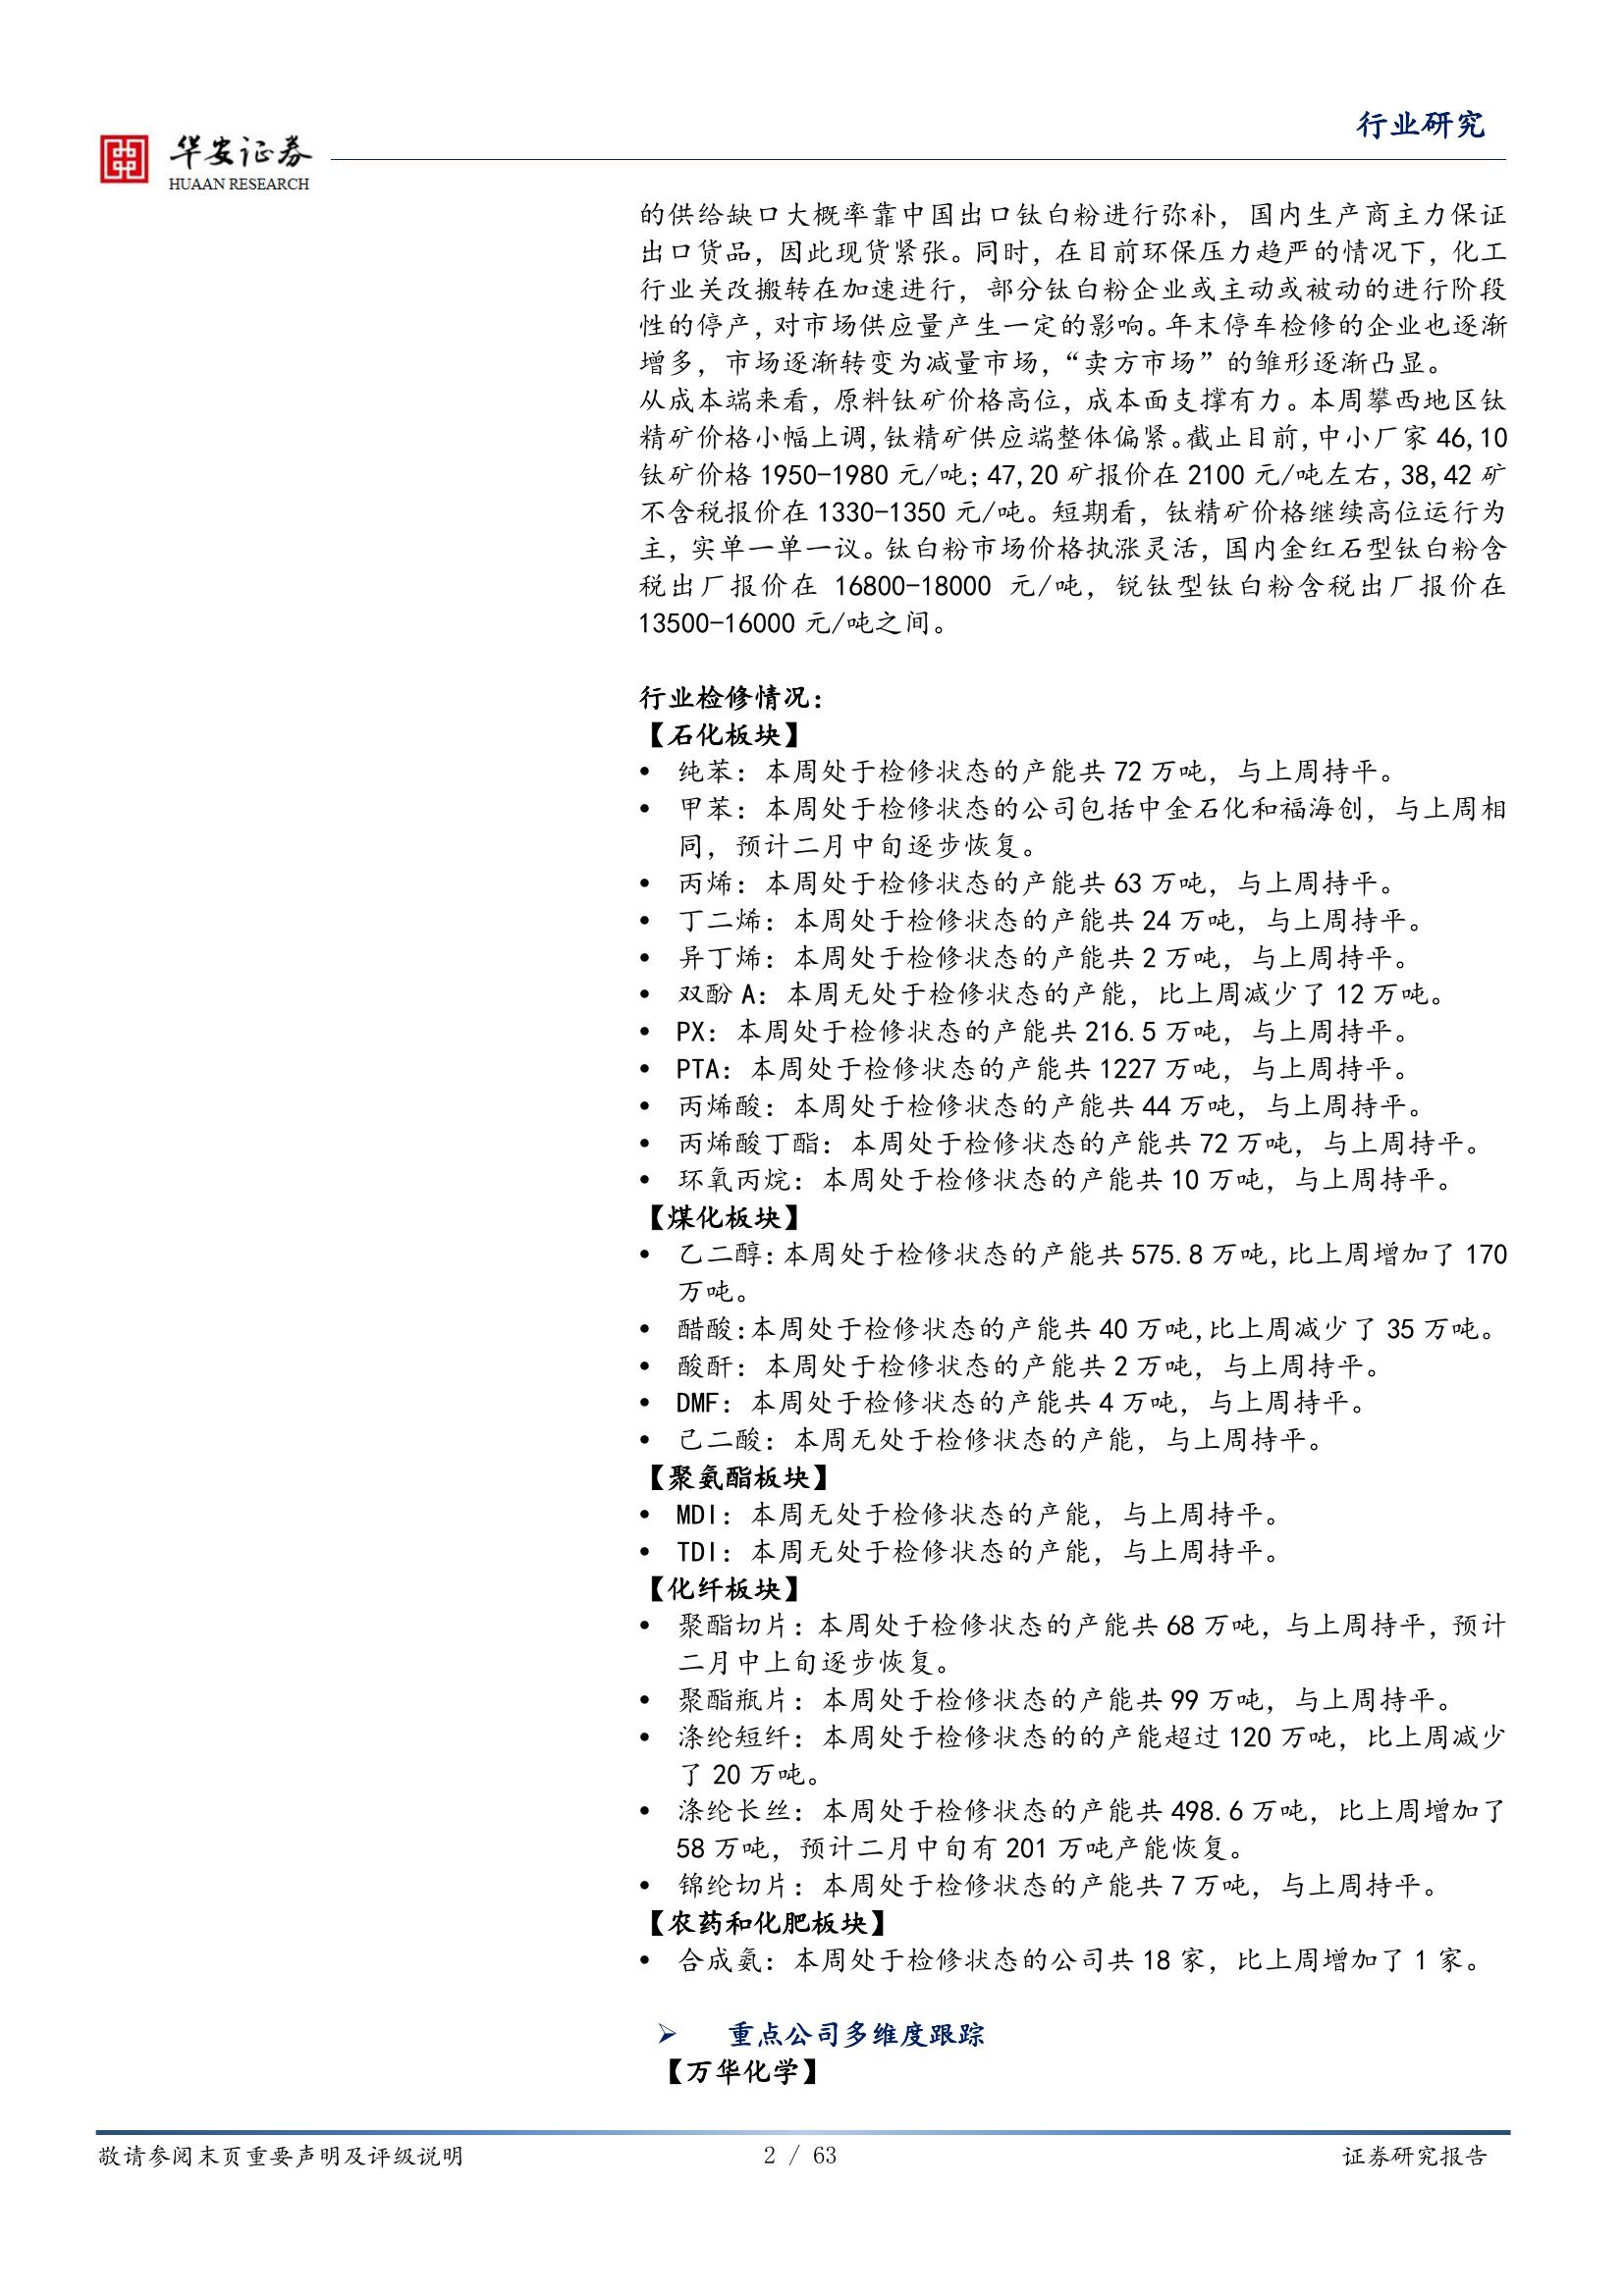 行业研究
华安证券
HUAAN RESEARCH
的供给缺口大概率靠中国出口钛白粉进行弥补，国内生产商主力保证
出口货品，因此现货紧张。同时，在目前环保压力趋严的情况下，化工
行业关改搬转在加速进行，部分钛白粉企业或主动或被动的进行阶段
性的停产，对市场供应量产生一定的影响。年末停车检修的企业也逐渐
增多，市场逐渐转变为减量市场，“卖方市场”的雏形逐渐凸显。
从成本端来看，原料钛矿价格高位，成本面支撑有力。本周攀西地区钛
精矿价格小幅上调，钛精矿供应端整体偏紧。截止目前，中小厂家 46,10
钛矿价格 1950-1980 元/吨；47,20 矿报价在 2100 元/吨左右，38,42 矿
不含税报价在 1330-1350 元/吨。短期看，钛精矿价格继续高位运行为
主，实单一单一议。钛白粉市场价格执涨灵活，国内金红石型钛白粉含
税出厂报价在 16800-18000 元/吨，锐钛型钛白粉含税出厂报价在
13500-16000 元/吨之间。
行业检修情况：
【石化板块】
• 纯苯：本周处于检修状态的产能共 72 万吨，与上周持平。
• 甲苯：本周处于检修状态的公司包括中金石化和福海创，与上周相
同，预计二月中旬逐步恢复。
• 丙烯：本周处于检修状态的产能共 63 万吨，与上周持平。
• 丁二烯：本周处于检修状态的产能共 24 万吨，与上周持平。
• 异丁烯：本周处于检修状态的产能共 2 万吨，与上周持平。
• 双酚 A：本周无处于检修状态的产能，比上周减少了 12 万吨。
• PX：本周处于检修状态的产能共 216.5 万吨，与上周持平。
• PTA：本周处于检修状态的产能共 1227 万吨，与上周持平。
• 丙烯酸：本周处于检修状态的产能共 44 万吨，与上周持平。
• 丙烯酸丁酯：本周处于检修状态的产能共 72 万吨，与上周持平。
• 环氧丙烷：本周处于检修状态的产能共 10 万吨，与上周持平。
【煤化板块】
• 乙二醇：本周处于检修状态的产能共 575.8 万吨，比上周增加了 170
万吨。
• 醋酸：本周处于检修状态的产能共 40 万吨，比上周减少了 35 万吨。
• 酸酐：本周处于检修状态的产能共 2 万吨，与上周持平。
• DMF：本周处于检修状态的产能共 4 万吨，与上周持平。
• 己二酸：本周无处于检修状态的产能，与上周持平。
【聚氨酯板块】
• MDI：本周无处于检修状态的产能，与上周持平。
• TDI：本周无处于检修状态的产能，与上周持平。
【化纤板块】
• 聚酯切片：本周处于检修状态的产能共 68 万吨，与上周持平，预计
二月中上旬逐步恢复。
• 聚酯瓶片：本周处于检修状态的产能共 99 万吨，与上周持平。
• 涤纶短纤：本周处于检修状态的的产能超过 120 万吨，比上周减少
了 20 万吨。
• 涤纶长丝：本周处于检修状态的产能共 498.6 万吨，比上周增加了
58 万吨，预计二月中旬有 201 万吨产能恢复。
• 锦纶切片：本周处于检修状态的产能共 7 万吨，与上周持平。
【农药和化肥板块】
• 合成氨：本周处于检修状态的公司共 18 家，比上周增加了 1 家。
➢ 重点公司多维度跟踪
【万华化学】
敬请参阅末页重要声明及评级说明
2 / 63
证券研究报告